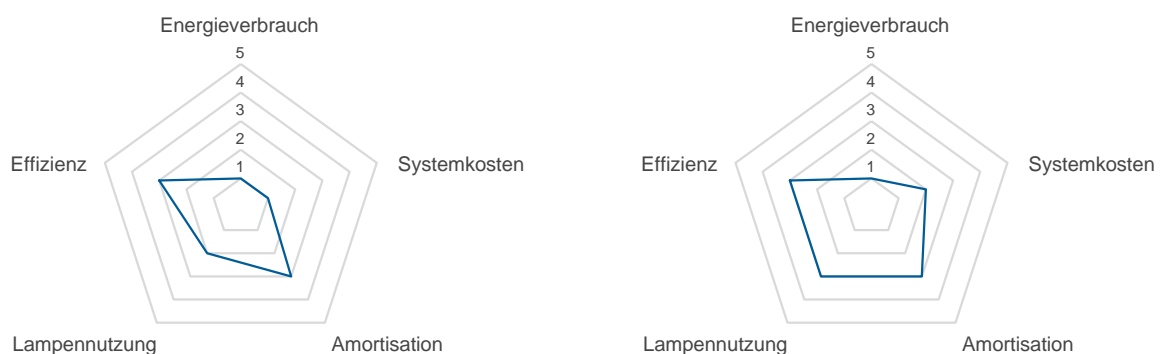 Energieverbrauch
5
4
3
2
1
Effizienz
Systemkosten
Lampennutzung
Amortisation
Energieverbrauch
5
4
3
2
1
Effizienz
Systemkosten
Lampennutzung
Amortisation